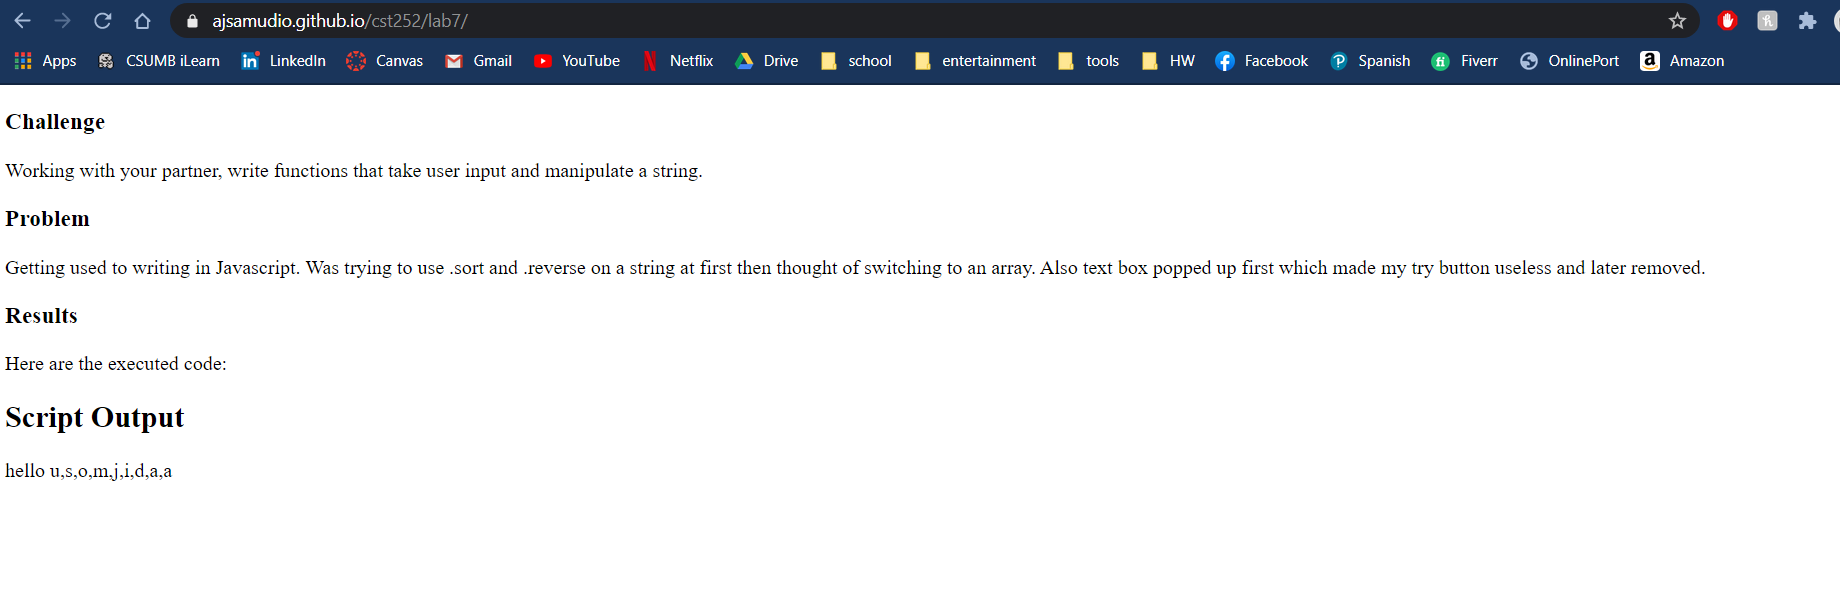 ajsamudio.github.io/cst252/lab7/
Apps CSUMB iLearn LinkedIn Canvas Gmail YouTube Netflix Drive school entertainment tools HW Facebook Spanish Fiverr OnlinePort Amazon
Challenge
Working with your partner, write functions that take user input and manipulate a string.
Problem
Getting used to writing in Javascript. Was trying to use .sort and .reverse on a string at first then thought of switching to an array. Also text box popped up first which made my try button useless and later removed.
Results
Here are the executed code:
Script Output
hello u,s,o,m,j,i,d,a,a